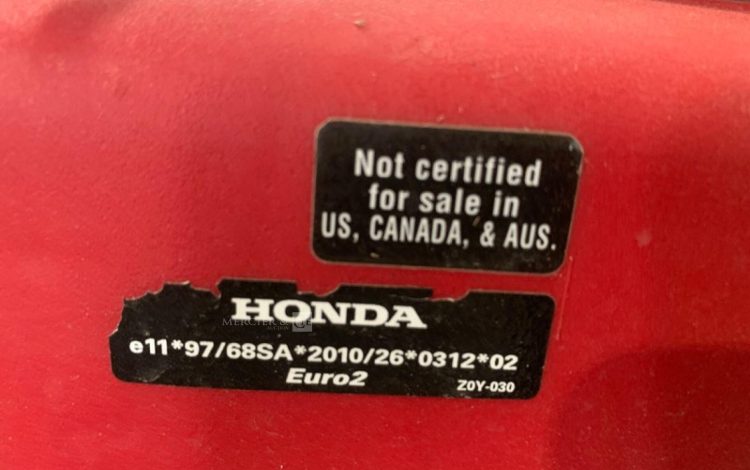 Not certified
for sale in
US, CANADA, & AUS.
HONDA
e11*97/68SA*2010/26*0312*02
Euro2 Z0Y-030